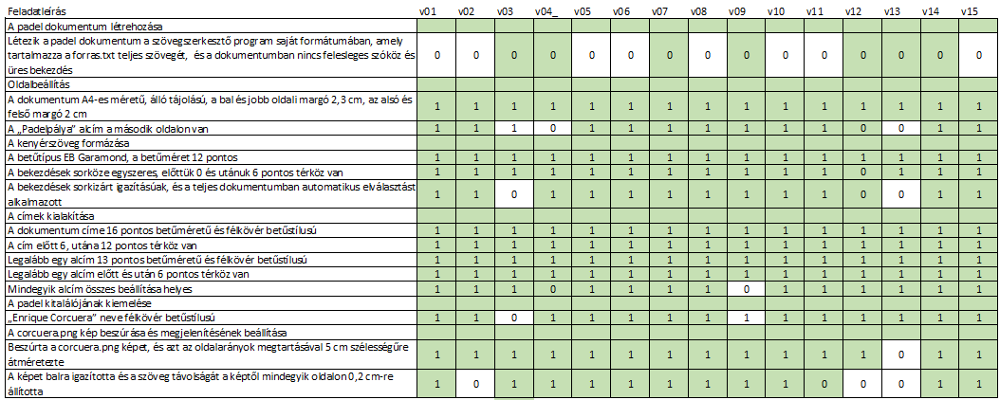 Feladatleírás v01 v02 v03 v04_ v05 v06 v07 v08 v09 v10 v11 v12 v13 v14 v15
A padel dokumentum létrehozása
Létezik a padel dokumentum a szövegszerkesztő program saját formátumában, amely
tartalmazza a forras.txt teljes szövegét, és a dokumentumban nincs felesleges szóköz és
üres bekezdés
0 0 0 0 0 0 0 0 0 0 0 0 0 0 0
Oldalbeállítás
A dokumentum A4-es méretű, álló tájolású, a bal és jobb oldali margó 2,3 cm, az alsó és
felső margó 2 cm
1 1 1 1 1 1 1 1 1 1 1 1 1 1 1
A „Padelpálya” alcím a második oldalon van 1 1 1 0 1 1 1 1 1 1 1 0 0 1 1
A kenyérszöveg formázása
A betűtípus EB Garamond, a betűméret 12 pontos 1 1 1 1 1 1 1 1 1 1 1 1 1 1 1
A bekezdések sorköze egyszeres, előttük 0 és utánuk 6 pontos térköz van 1 1 1 1 1 1 1 1 1 1 1 0 1 1 1
A bekezdések sorkizárt igazításúak, és a teljes dokumentumban automatikus elválasztást
alkalmazott
1 1 0 1 1 1 1 1 1 1 1 0 0 1 1
A címek kialakítása
A dokumentum címe 16 pontos betűméretű és félkövér betűstílusú 1 1 1 1 1 1 1 1 1 1 1 1 1 1 1
A cím előtt 6, utána 12 pontos térköz van 1 1 1 1 1 1 1 1 1 1 1 1 1 1 1
Legalább egy alcím 13 pontos betűméretű és félkövér betűstílusú 1 1 1 1 1 1 1 1 1 1 1 1 1 1 1
Legalább egy alcím előtt és után 6 pontos térköz van 1 1 1 1 1 1 1 1 1 1 1 1 1 1 1
Mindegyik alcím összes beállítása helyes 1 1 1 0 1 1 1 1 0 1 1 1 1 1 1
A padel kitalálójának kiemelése
„Enrique Corcuera” neve félkövér betűstílusú 1 1 0 1 1 1 1 1 1 1 1 1 1 1 1
A corcuera.png kép beszúrása és megjelenítésének beállítása
Beszúrta a corcuera.png képet, és azt az oldalarányok megtartásával 5 cm szélességűre
átméretezte
1 1 1 1 1 1 1 1 1 1 1 1 0 1 1
A képet balra igazította és a szöveg távolságát a képtől mindegyik oldalon 0,2 cm-re
állította
1 0 1 1 1 1 1 1 1 1 0 0 0 1 1